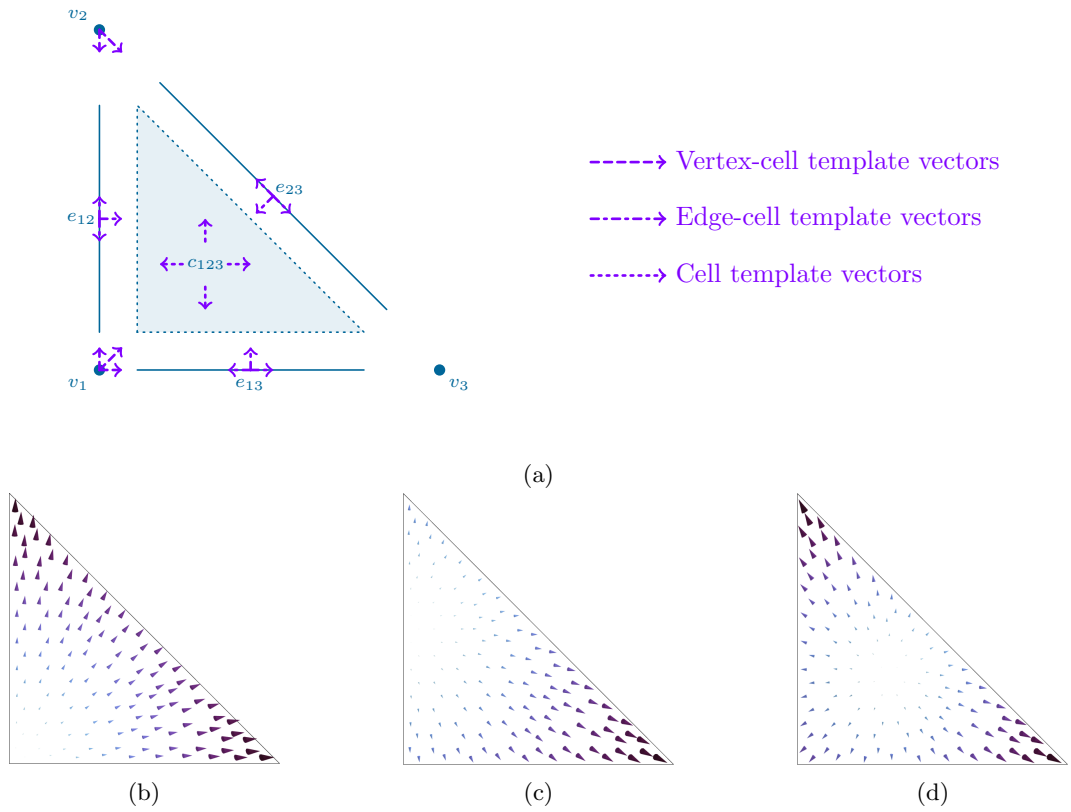 v₂
e₂₃
Vertex-cell template vectors
e₁₂
Edge-cell template vectors
c₁₂₃
Cell template vectors
v₁
e₁₃
v₃
(a)
(b)
(c)
(d)